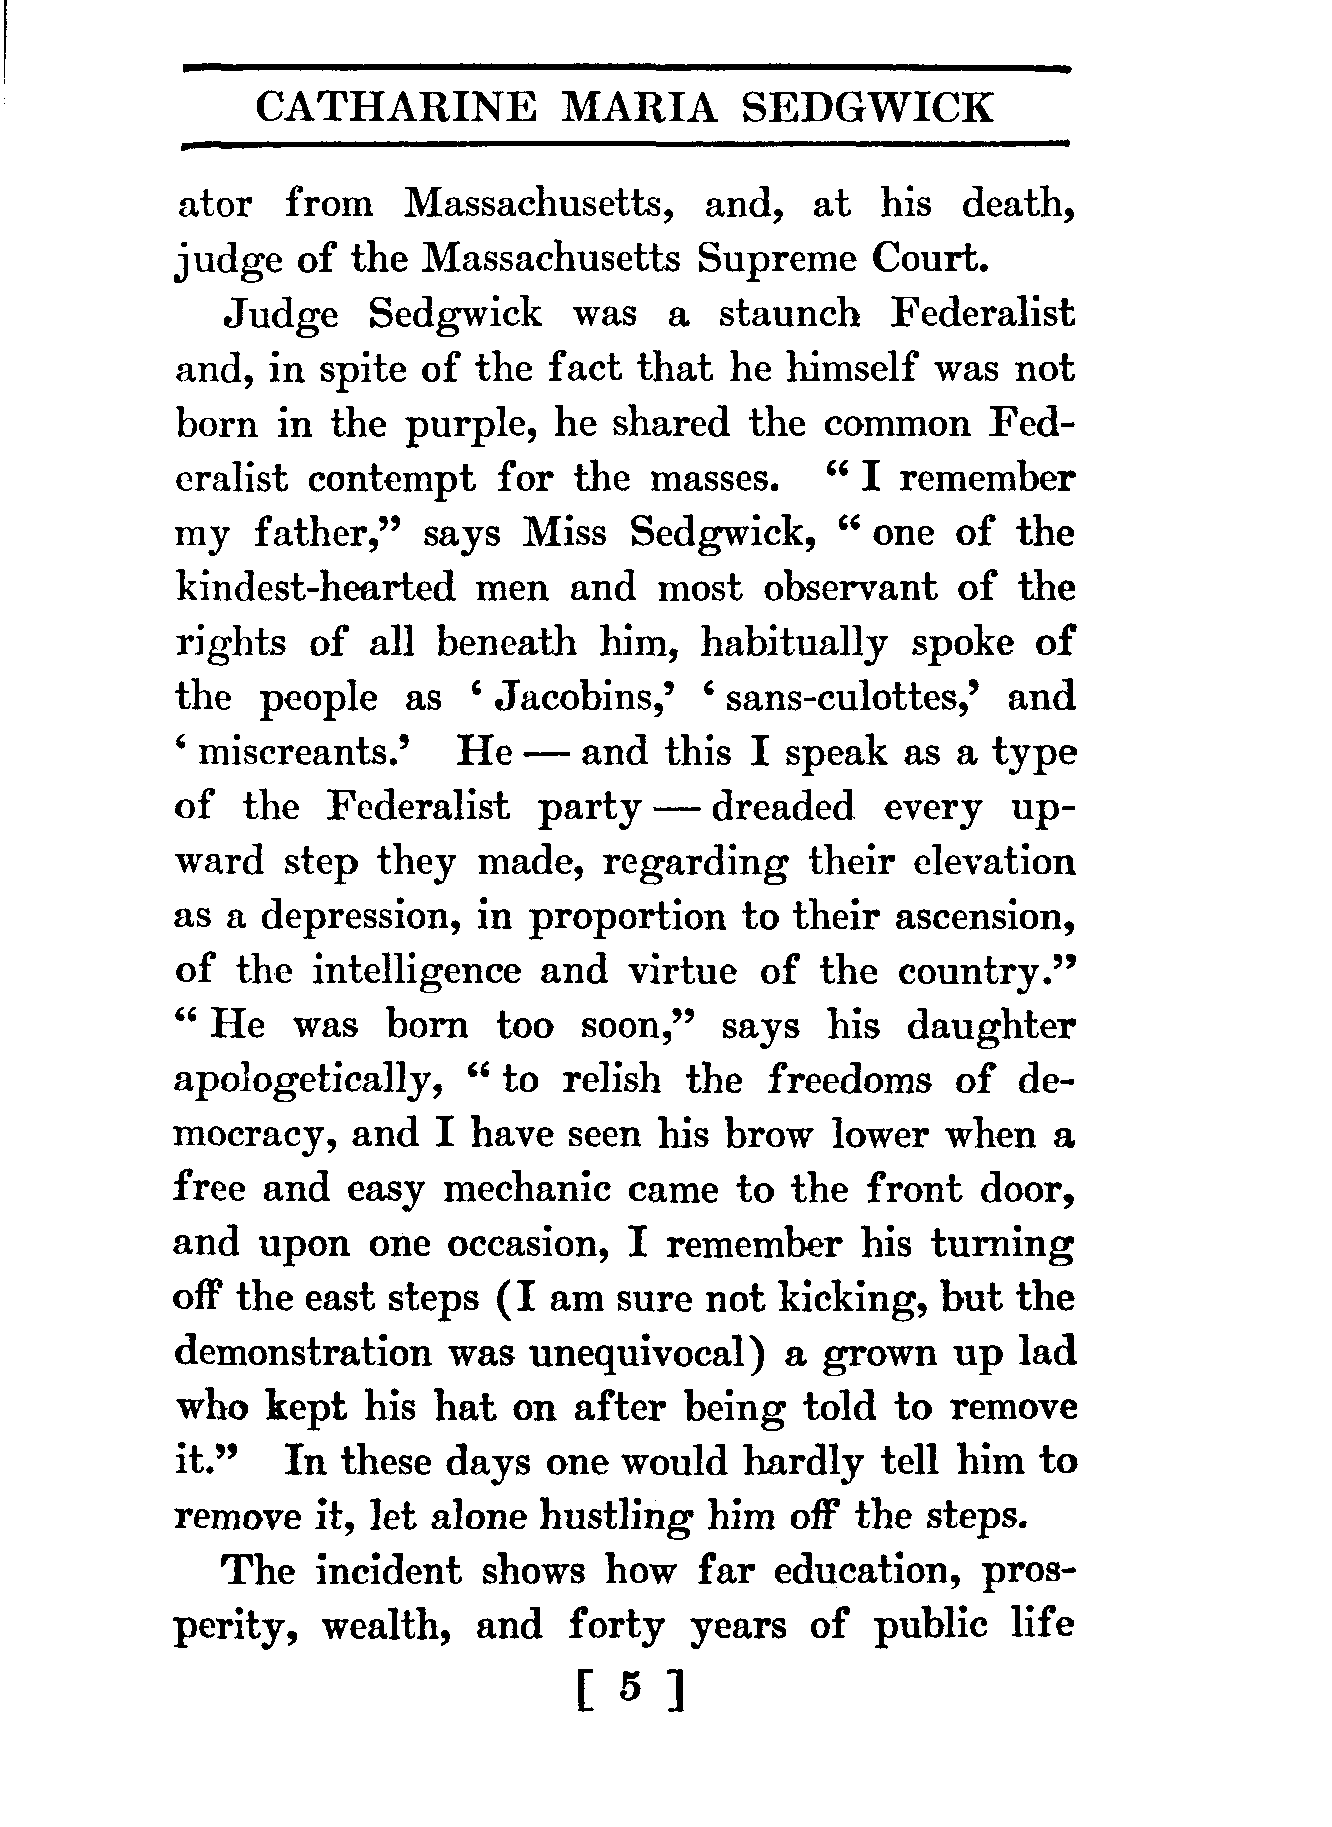 CATHARINE MARIA SEDGWICK
ator from Massachusetts, and, at his death,
judge of the Massachusetts Supreme Court.
Judge Sedgwick was a staunch Federalist
and, in spite of the fact that he himself was not
born in the purple, he shared the common Fed-
eralist contempt for the masses. “ I remember
my father,” says Miss Sedgwick, “ one of the
kindest-hearted men and most observant of the
rights of all beneath him, habitually spoke of
the people as ‘ Jacobins,’ ‘ sans-culottes,’ and
‘ miscreants.’ He — and this I speak as a type
of the Federalist party — dreaded every up-
ward step they made, regarding their elevation
as a depression, in proportion to their ascension,
of the intelligence and virtue of the country.”
“ He was born too soon,” says his daughter
apologetically, “ to relish the freedoms of de-
mocracy, and I have seen his brow lower when a
free and easy mechanic came to the front door,
and upon one occasion, I remember his turning
off the east steps (I am sure not kicking, but the
demonstration was unequivocal) a grown up lad
who kept his hat on after being told to remove
it.” In these days one would hardly tell him to
remove it, let alone hustling him off the steps.
The incident shows how far education, pros-
perity, wealth, and forty years of public life
[ 5 ]